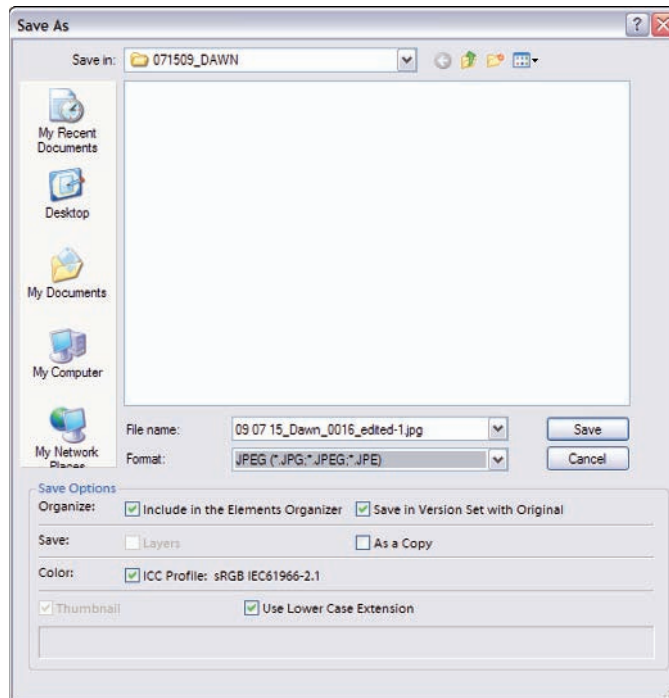 Save As
Save in: 071509_DAWN
My Recent
Documents
Desktop
My Documents
My Computer
My Network
Places
File name: 09 07 15_Dawn_0016_edited-1.jpg Save
Format: JPEG (*.JPG;*.JPEG;*.JPE) Cancel
Save Options
Organize: Include in the Elements Organizer Save in Version Set with Original
Save: Layers As a Copy
Color: ICC Profile: sRGB IEC61966-2.1
Thumbnail Use Lower Case Extension